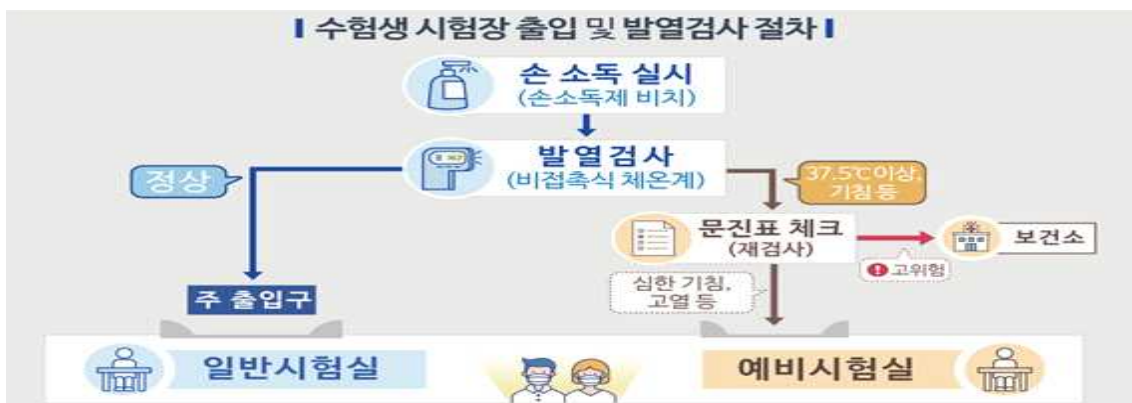 수험생 시험장 출입 및 발열검사 절차
손 소독 실시
(손소독제 비치)
발열검사
(비접촉식 체온계)
정상
37.5℃ 이상,
기침 등
문진표 체크
(재검사)
보건소
고위험
심한 기침,
고열 등
주 출입구
일반시험실
예비시험실